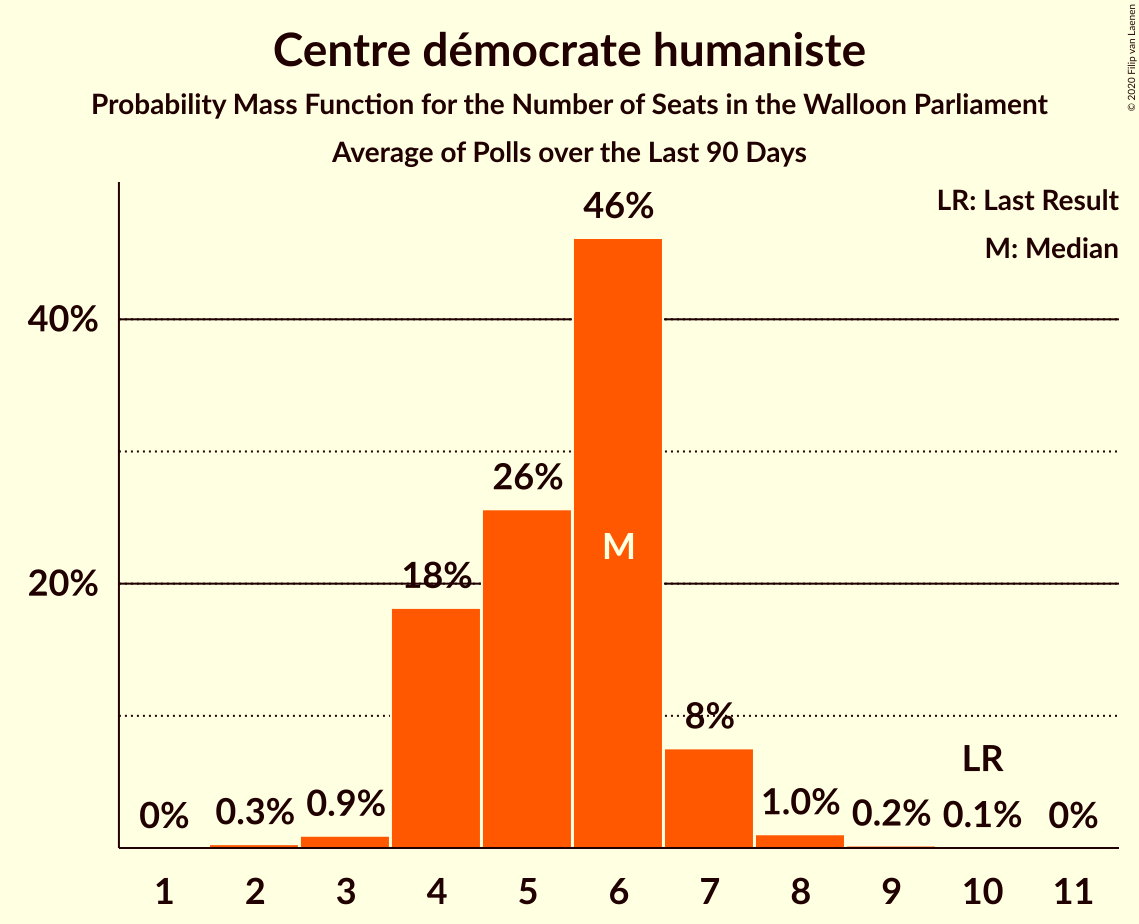 Centre démocrate humaniste
Probability Mass Function for the Number of Seats in the Walloon Parliament
Average of Polls over the Last 90 Days
© 2020 Filip van Laenen
LR: Last Result
M: Median
46%
40%
26%
M
20%
18%
8%
LR
0%
0.3%
0.9%
1.0%
0.2%
0.1%
0%
1 2 3 4 5 6 7 8 9 10 11